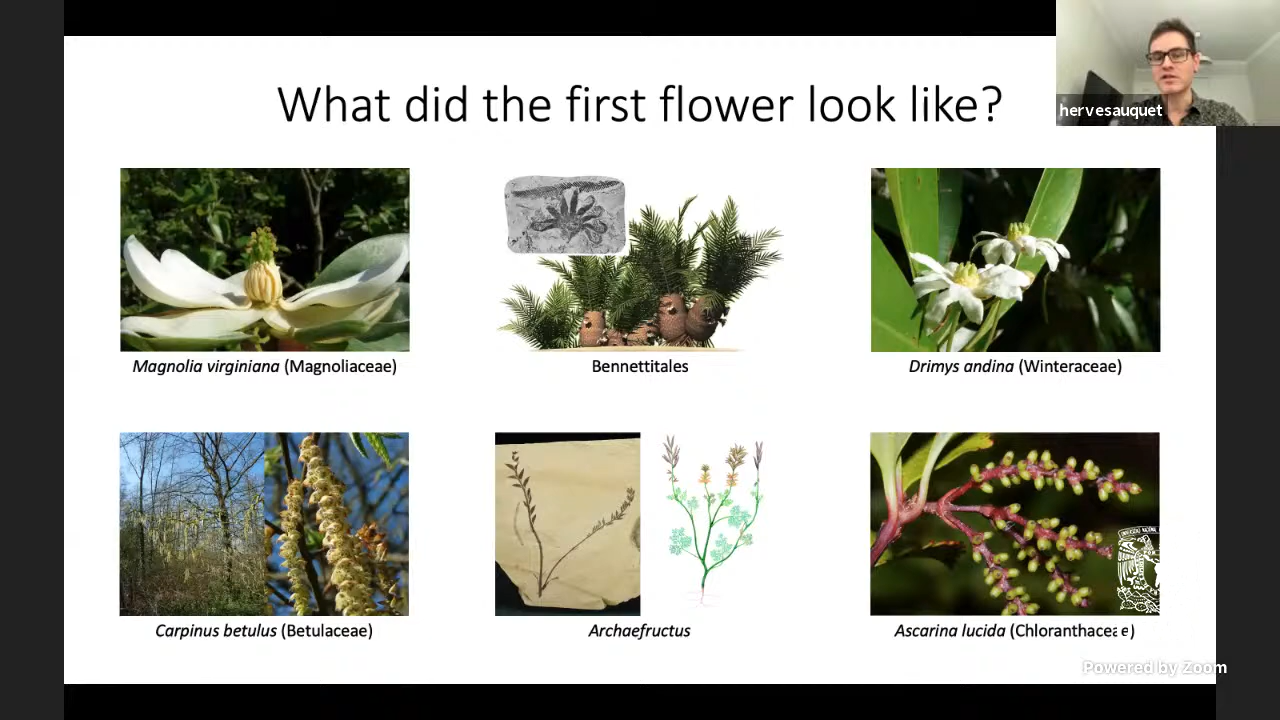 What did the first flower look like?
hervesauquet
Magnolia virginiana (Magnoliaceae)
Bennettitales
Drimys andina (Winteraceae)
Carpinus betulus (Betulaceae)
Archaefructus
Ascarina lucida (Chloranthaceae)
Powered by Zoom